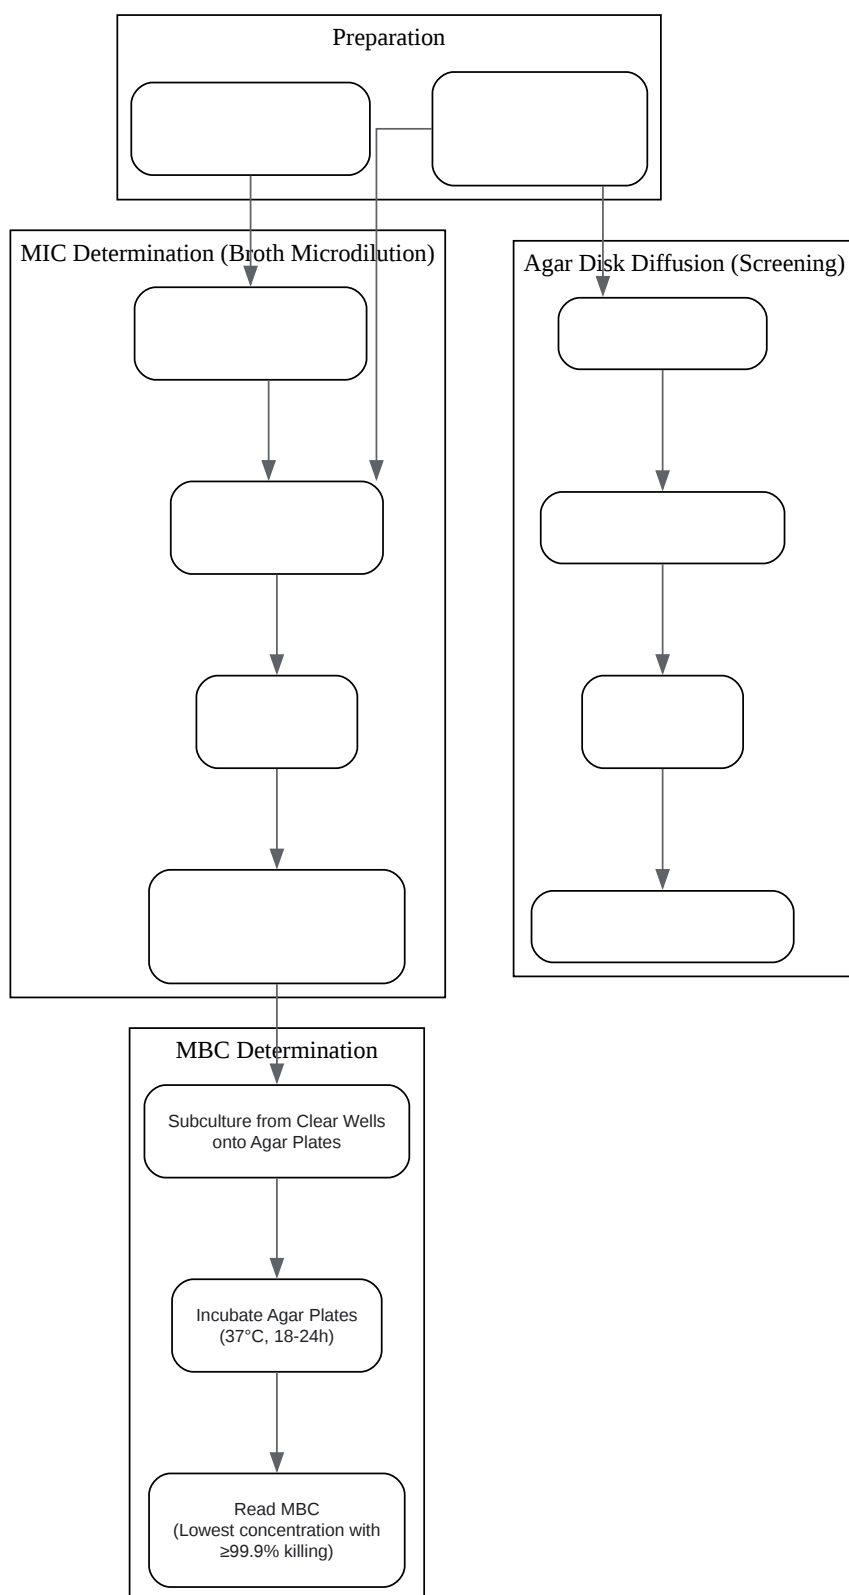 Preparation
MIC Determination (Broth Microdilution)
Agar Disk Diffusion (Screening)
MBC Determination
Subculture from Clear Wells
onto Agar Plates
Incubate Agar Plates
(37°C, 18-24h)
Read MBC
(Lowest concentration with
≥99.9% killing)